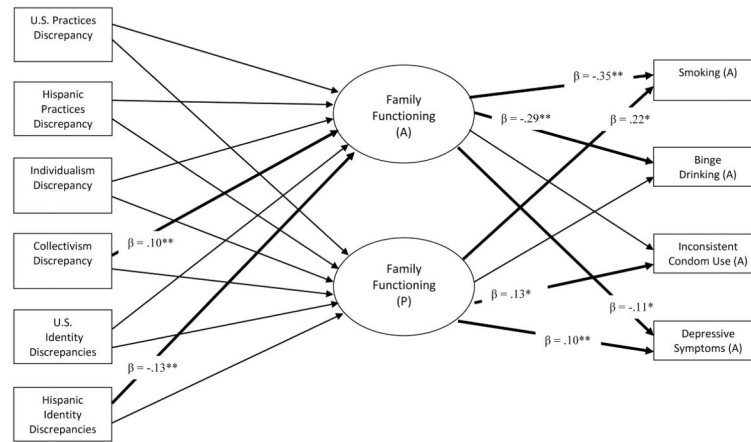 U.S. Practices
Discrepancy
Hispanic
Practices
Discrepancy
Individualism
Discrepancy
Collectivism
Discrepancy
U.S.
Identity
Discrepancies
Hispanic
Identity
Discrepancies
β = .10**
β = -.13**
Family
Functioning
(A)
Family
Functioning
(P)
β = -.35**
β = -.29**
β = .22*
β = .13*
β = -.11*
β = .10**
Smoking (A)
Binge
Drinking (A)
Inconsistent
Condom Use (A)
Depressive
Symptoms (A)